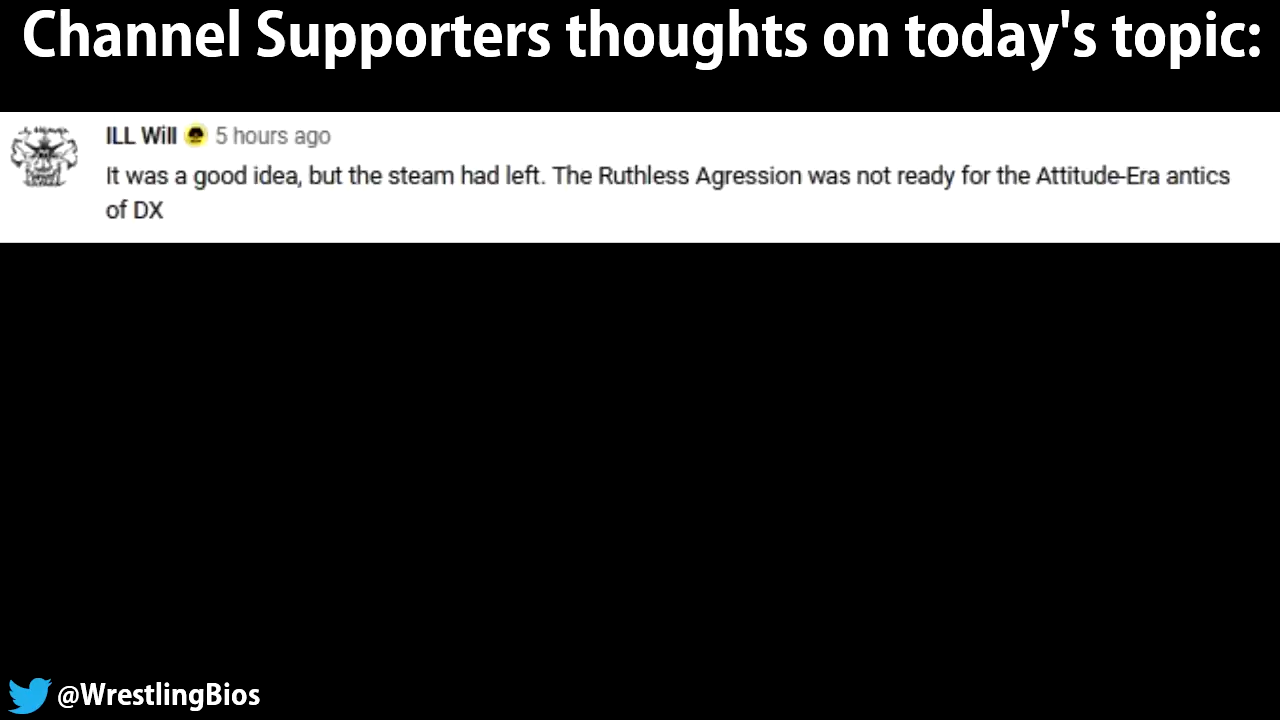 Channel Supporters thoughts on today's topic:
ILL Will 5 hours ago
It was a good idea, but the steam had left. The Ruthless Agression was not ready for the Attitude-Era antics
of DX
@WrestlingBios